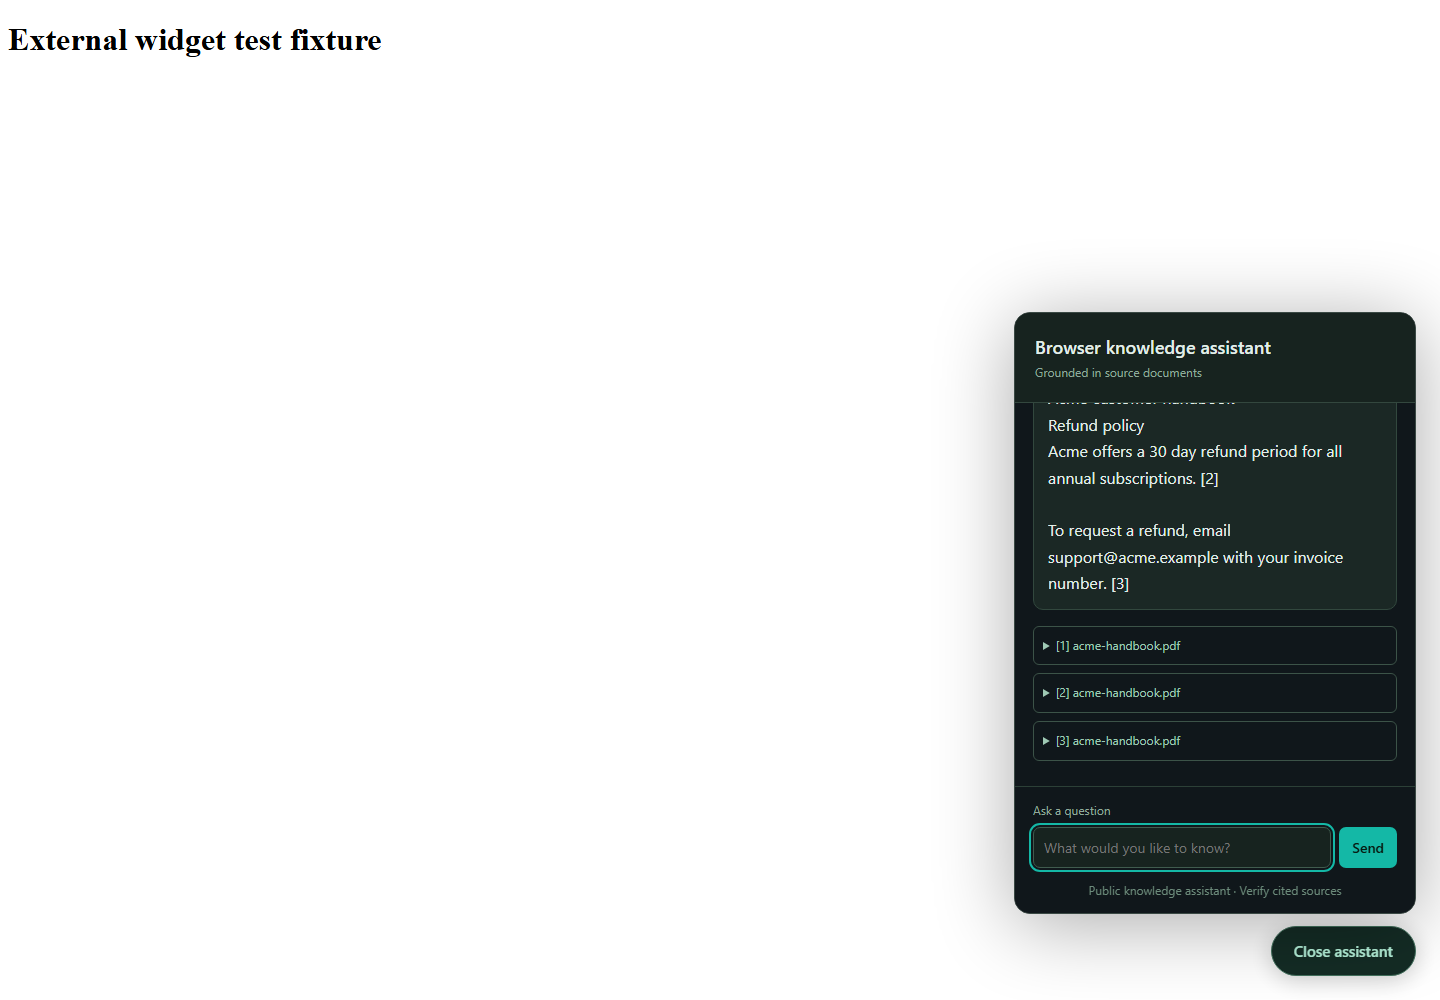 External widget test fixture
Browser knowledge assistant
Grounded in source documents
Refund policy
Acme offers a 30 day refund period for all
annual subscriptions. [2]
To request a refund, email
support@acme.example with your invoice
number. [3]
▶ [1] acme-handbook.pdf
▶ [2] acme-handbook.pdf
▶ [3] acme-handbook.pdf
Ask a question
What would you like to know?
Send
Public knowledge assistant · Verify cited sources
Close assistant